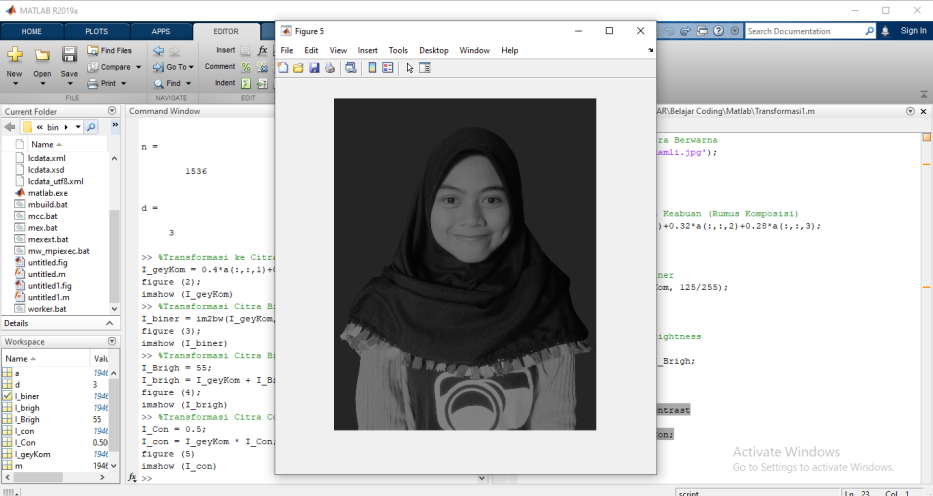 MATLAB R2019a
HOME PLOTS APPS EDITOR
Search Documentation Sign In
New Open Save
Find Files
Compare
Print
Go To
Find
Insert fx
Comment
Indent
FILE NAVIGATE EDIT
Current Folder
« bin
Name
lcdata.xml
lcdata.xsd
lcdata_utf8.xml
matlab.exe
mbuild.bat
mcc.bat
mex.bat
mexext.bat
mw_mpiexec.bat
untitled.fig
untitled.m
untitled1.fig
untitled1.m
worker.bat
Details
Workspace
Name Valu
a 1946
d 3
I_biner 1946
I_brigh 1946
I_Brigh 55
I_con 1946
I_Con 0.50
I_geyKom 1946
m 1946
Command Window
n =
1536
d =
3
>> %Transformasi ke Citra
I_geyKom = 0.4*a(:,:,1)+0
figure (2);
imshow (I_geyKom)
>> %Transformasi Citra B
I_biner = im2bw(I_geyKom,
figure (3);
imshow (I_biner)
>> %Transformasi Citra B
I_Brigh = 55;
I_brigh = I_geyKom + I_B
figure (4);
imshow (I_brigh)
>> %Transformasi Citra Co
I_Con = 0.5;
I_con = I_geyKom * I_Con
figure (5)
imshow (I_con)
fx >>
Figure 5
File Edit View Insert Tools Desktop Window Help
AR\Belajar Coding\Matlab\Transformasi1.m
ra Berwarna
amli.jpg');
Keabuan (Rumus Komposisi)
)+0.32*a(:,:,2)+0.28*a(:,:,3);
ner
om, 125/255);
ightness
_Brigh;
ntrast
on;
Activate Windows
Go to Settings to activate Windows.
script Ln 23 Col 1